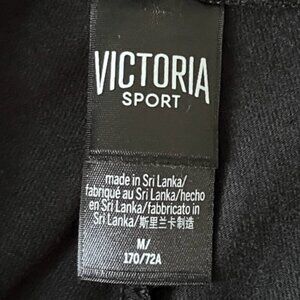 VICTORIA
SPORT
made in Sri Lanka/
fabriqué au Sri Lanka/hecho
en Sri Lanka/fabbricato in
Sri Lanka/斯里兰卡制造
M/
170/72A